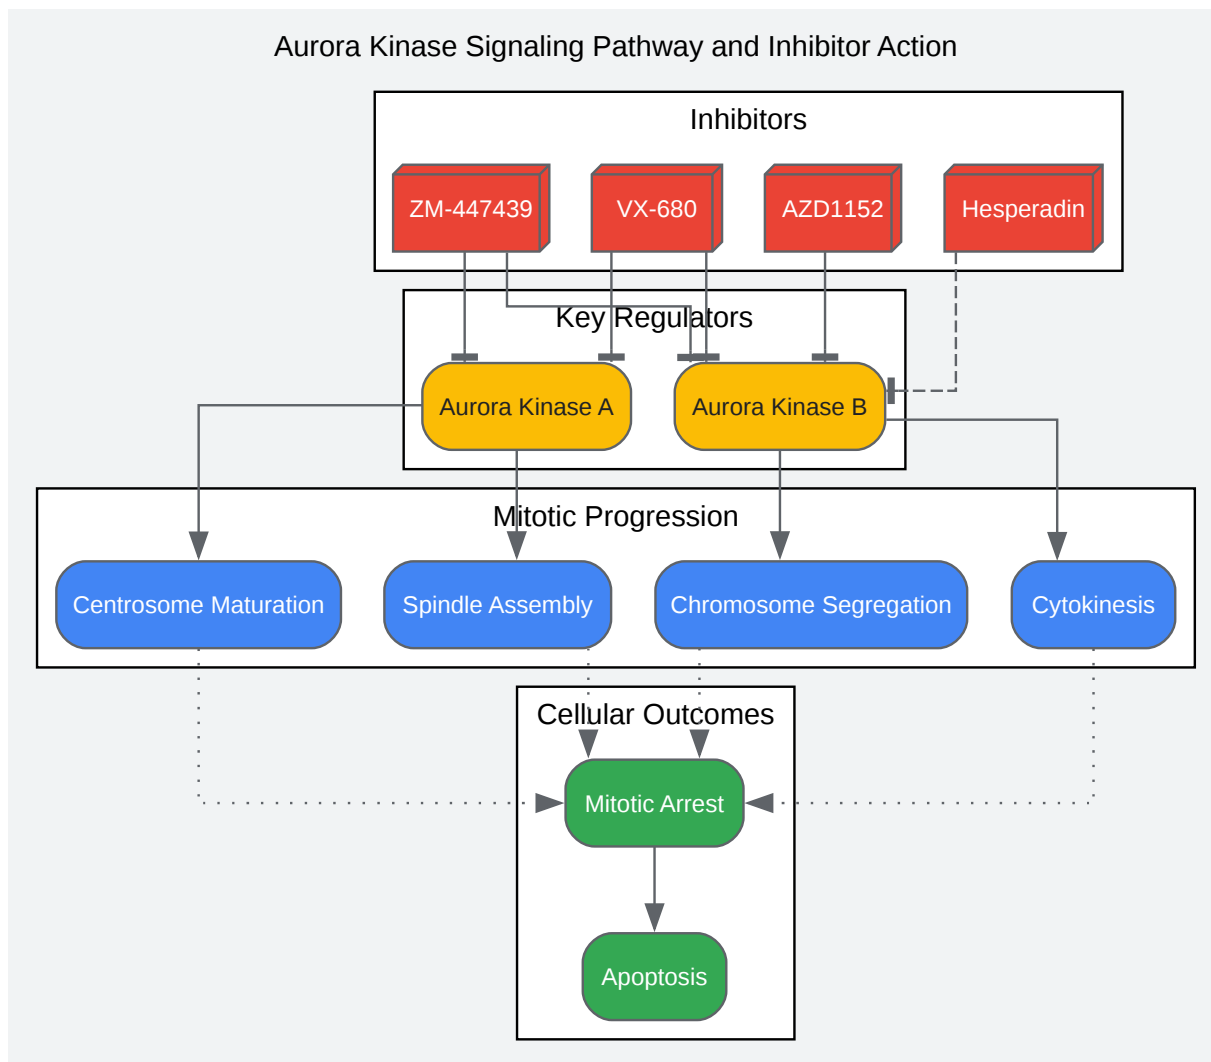 Aurora Kinase Signaling Pathway and Inhibitor Action
Inhibitors
ZM-447439
VX-680
AZD1152
Hesperadin
Key Regulators
Aurora Kinase A
Aurora Kinase B
Mitotic Progression
Centrosome Maturation
Spindle Assembly
Chromosome Segregation
Cytokinesis
Cellular Outcomes
Mitotic Arrest
Apoptosis